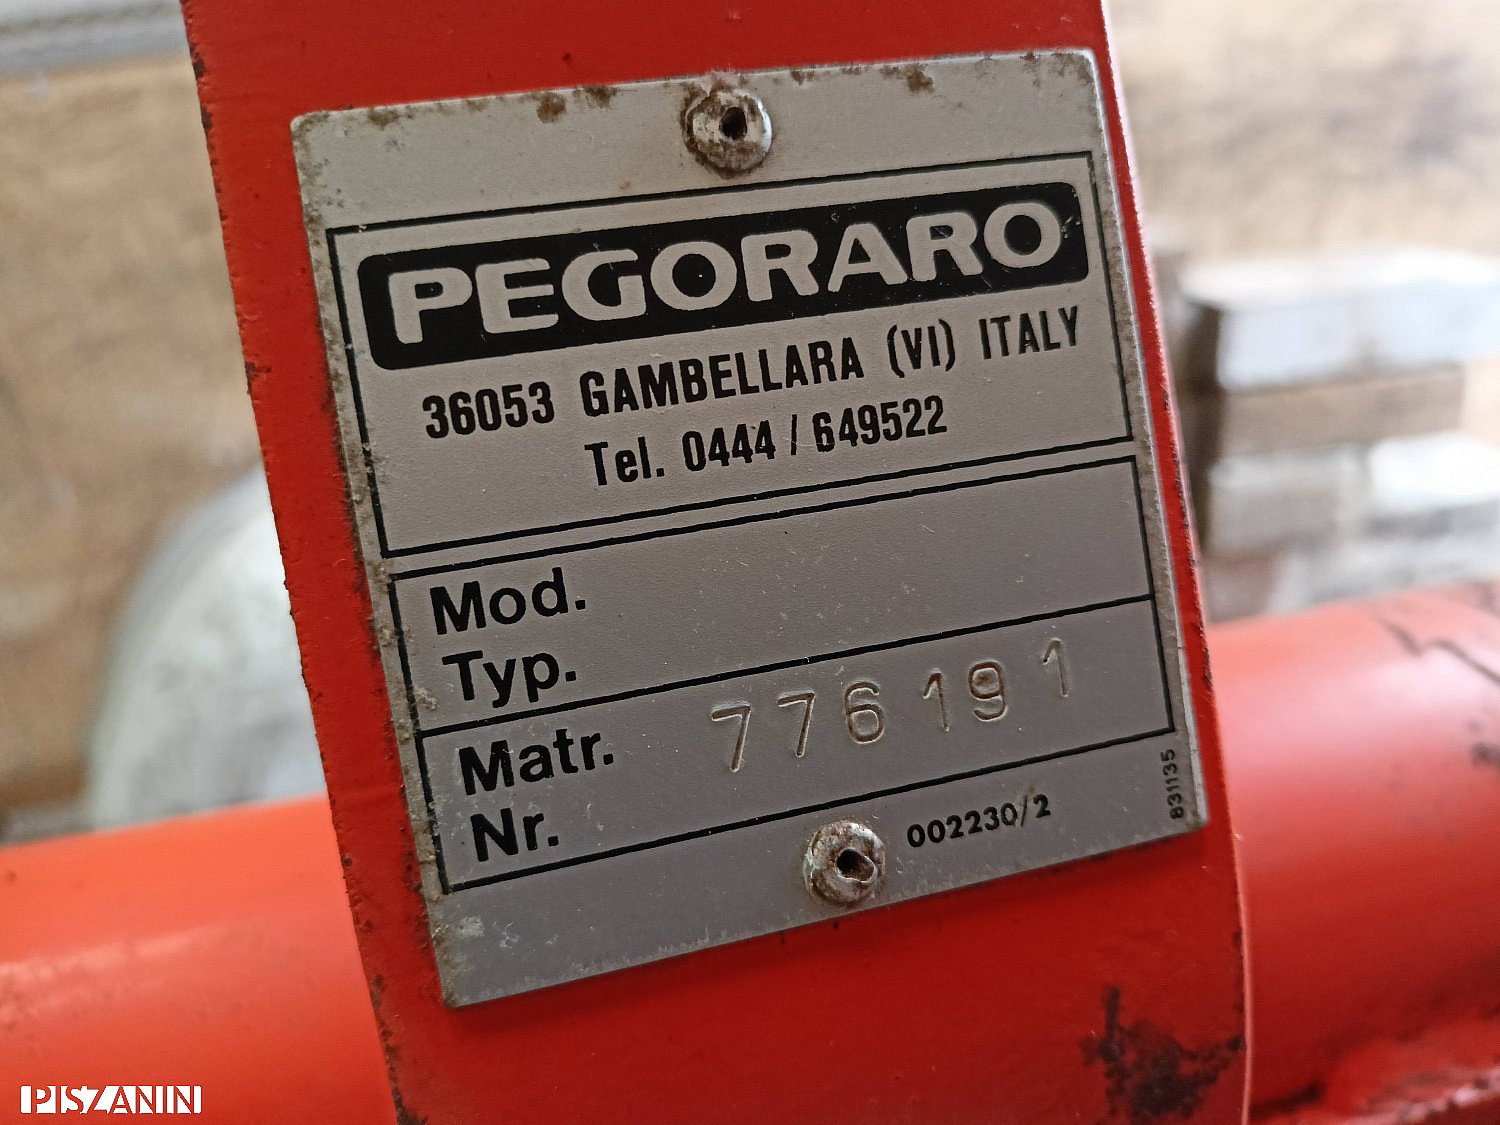 PEGORARO
36053 GAMBELLARA (VI) ITALY
Tel. 0444 / 649522
Mod.
Typ.
Matr. 776191
Nr.
002230/2
831135
PISZANIN